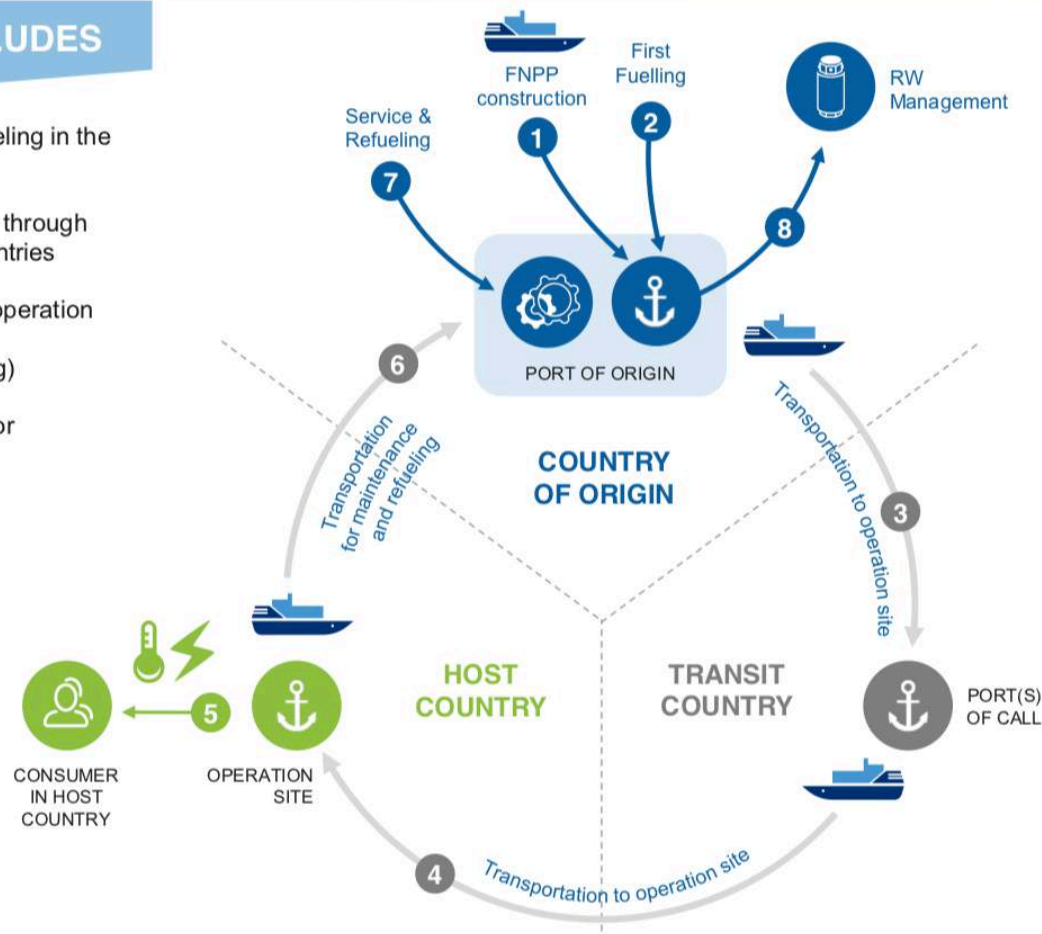 LUDES
eling in the
through
ntries
operation
g)
or
FNPP
construction
1
First
Fuelling
2
Service &
Refueling
7
RW
Management
8
PORT OF ORIGIN
COUNTRY
OF ORIGIN
6
Transportation
for maintenance
and refueling
Transportation to operation site
3
HOST
COUNTRY
TRANSIT
COUNTRY
PORT(S)
OF CALL
5
CONSUMER
IN HOST
COUNTRY
OPERATION
SITE
4
Transportation to operation site